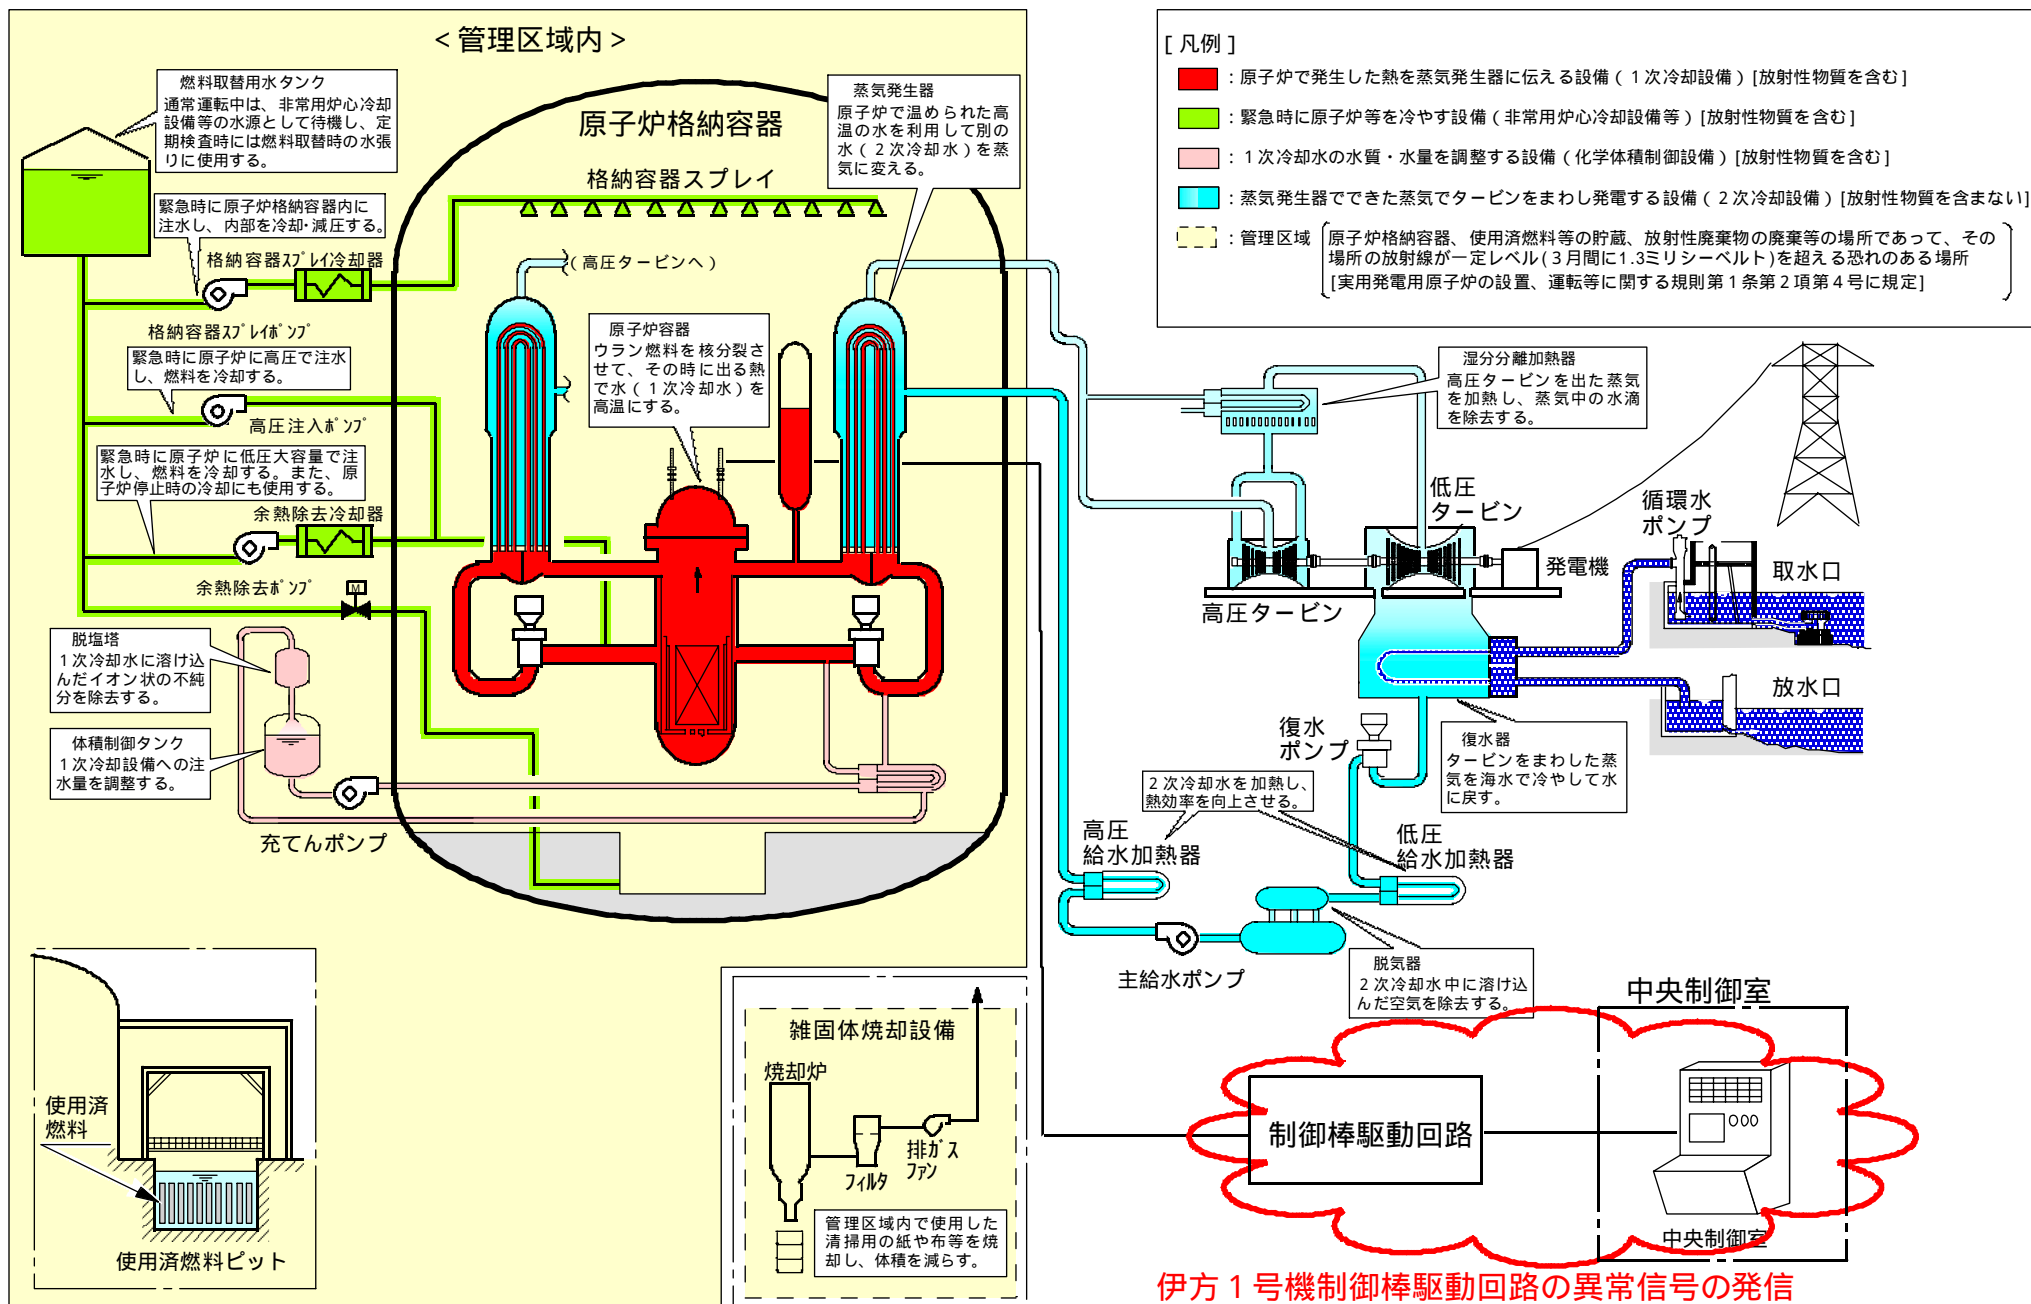 <管理区域内>
燃料取替用水タンク
通常運転中は、非常用炉心冷却
設備等の水源として待機し、定
期検査時には燃料取替時の水張
りに使用する。
緊急時に原子炉格納容器内に
注水し、内部を冷却・減圧する。
格納容器ｽﾌﾟﾚｲ冷却器
格納容器ｽﾌﾟﾚｲﾎﾟﾝﾌﾟ
緊急時に原子炉に高圧で注水
し、燃料を冷却する。
高圧注入ﾎﾟﾝﾌﾟ
緊急時に原子炉に低圧大容量で注
水し、燃料を冷却する。また、原
子炉停止時の冷却にも使用する。
余熱除去冷却器
余熱除去ﾎﾟﾝﾌﾟ
M
脱塩塔
１次冷却水に溶け込
んだイオン状の不純
分を除去する。
体積制御タンク
１次冷却設備への注
水量を調整する。
充てんポンプ
原子炉格納容器
格納容器スプレイ
蒸気発生器
原子炉で温められた高
温の水を利用して別の
水（２次冷却水）を蒸
気に変える。
(高圧タービンへ)
原子炉容器
ウラン燃料を核分裂さ
せて、その時に出る熱
で水（１次冷却水）を
高温にする。
[凡例]
：原子炉で発生した熱を蒸気発生器に伝える設備（１次冷却設備）[放射性物質を含む]
：緊急時に原子炉等を冷やす設備（非常用炉心冷却設備等）[放射性物質を含む]
：１次冷却水の水質・水量を調整する設備（化学体積制御設備）[放射性物質を含む]
：蒸気発生器でできた蒸気でタービンをまわし発電する設備（２次冷却設備）[放射性物質を含まない]
：管理区域
原子炉格納容器、使用済燃料等の貯蔵、放射性廃棄物の廃棄等の場所であって、その
場所の放射線が一定レベル(３月間に1.3ミリシーベルト)を超える恐れのある場所
[実用発電用原子炉の設置、運転等に関する規則第１条第２項第４号に規定]
湿分分離加熱器
高圧タービンを出た蒸気
を加熱し、蒸気中の水滴
を除去する。
低圧
タービン
高圧タービン
発電機
循環水
ポンプ
取水口
放水口
復水
ポンプ
復水器
タービンをまわした蒸
気を海水で冷やして水
に戻す。
２次冷却水を加熱し、
熱効率を向上させる。
高圧
給水加熱器
低圧
給水加熱器
主給水ポンプ
脱気器
２次冷却水中に溶け込
んだ空気を除去する。
使用済
燃料
使用済燃料ピット
雑固体焼却設備
焼却炉
ﾌｨﾙﾀ
排ｶﾞｽ
ﾌｧﾝ
管理区域内で使用した
清掃用の紙や布等を焼
却し、体積を減らす。
中央制御室
制御棒駆動回路
中央制御室
伊方１号機制御棒駆動回路の異常信号の発信